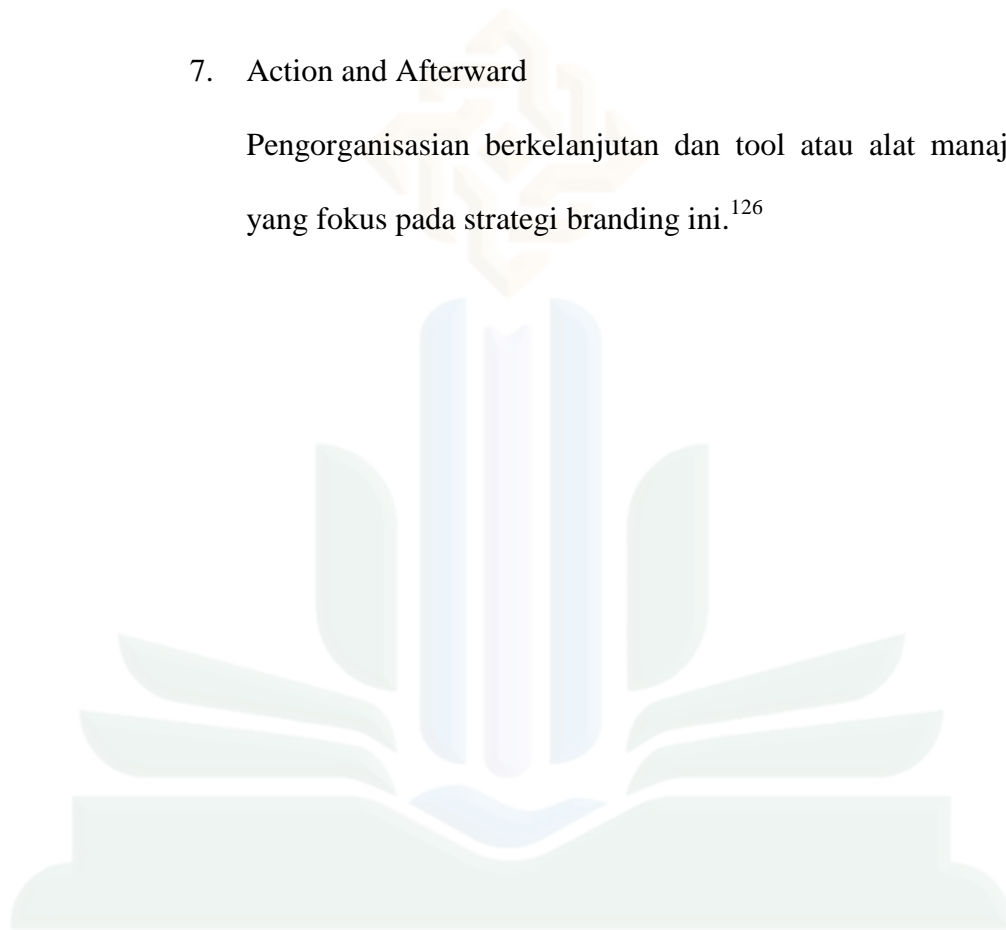 7. Action and Afterward
Pengorganisasian berkelanjutan dan tool atau alat manaj
yang fokus pada strategi branding ini.126